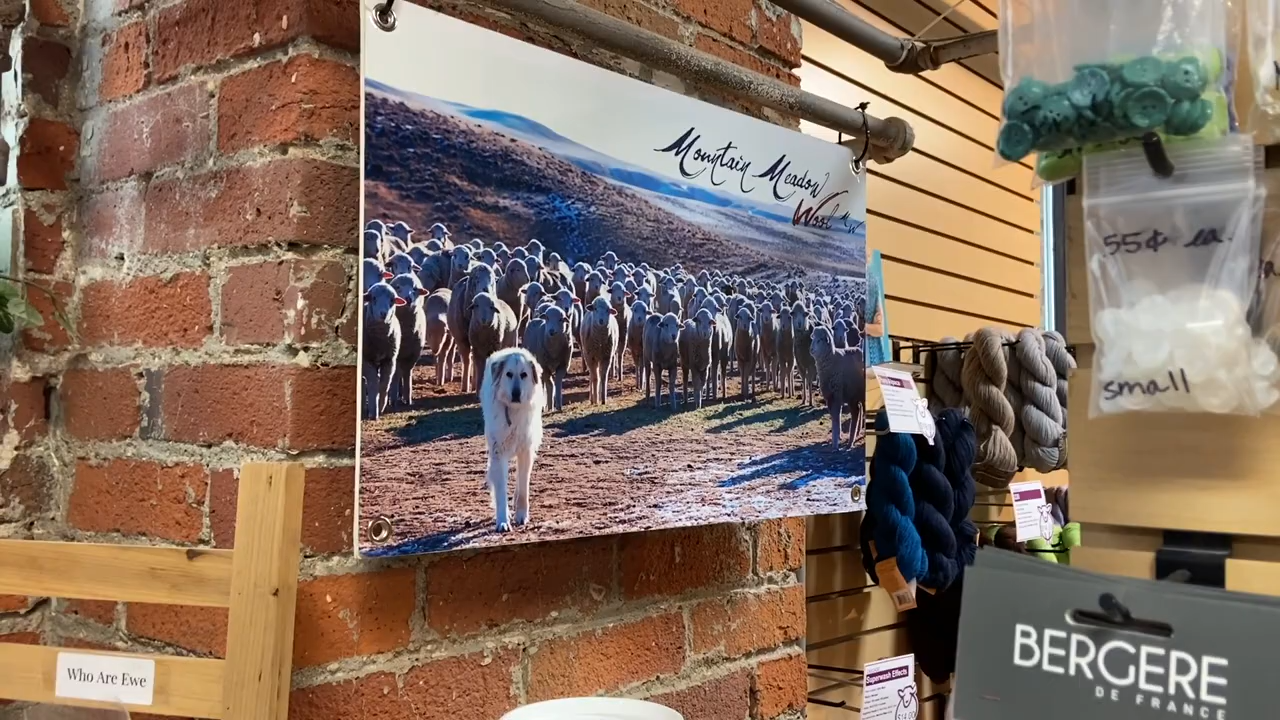 Mountain Meadow
Wool
55¢ ea.
small
Who Are Ewe
Superwash Effects
BERGERE
DE FRANCE